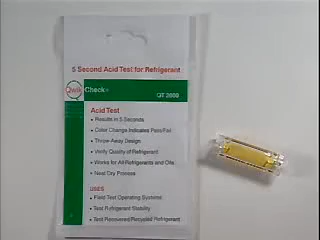 5 Second Acid Test for Refrigerant
Qwik Check®
QT 2000
Acid Test
• Results in 5 Seconds
• Color Change Indicates Pass/Fail
• Throw-Away Design
• Verify Quality of Refrigerant
• Works for All Refrigerants and Oils
• Neat Dry Process
USES
• Field Test Operating Systems
• Test Refrigerant Stability
• Test Recovered/Recycled Refrigerant